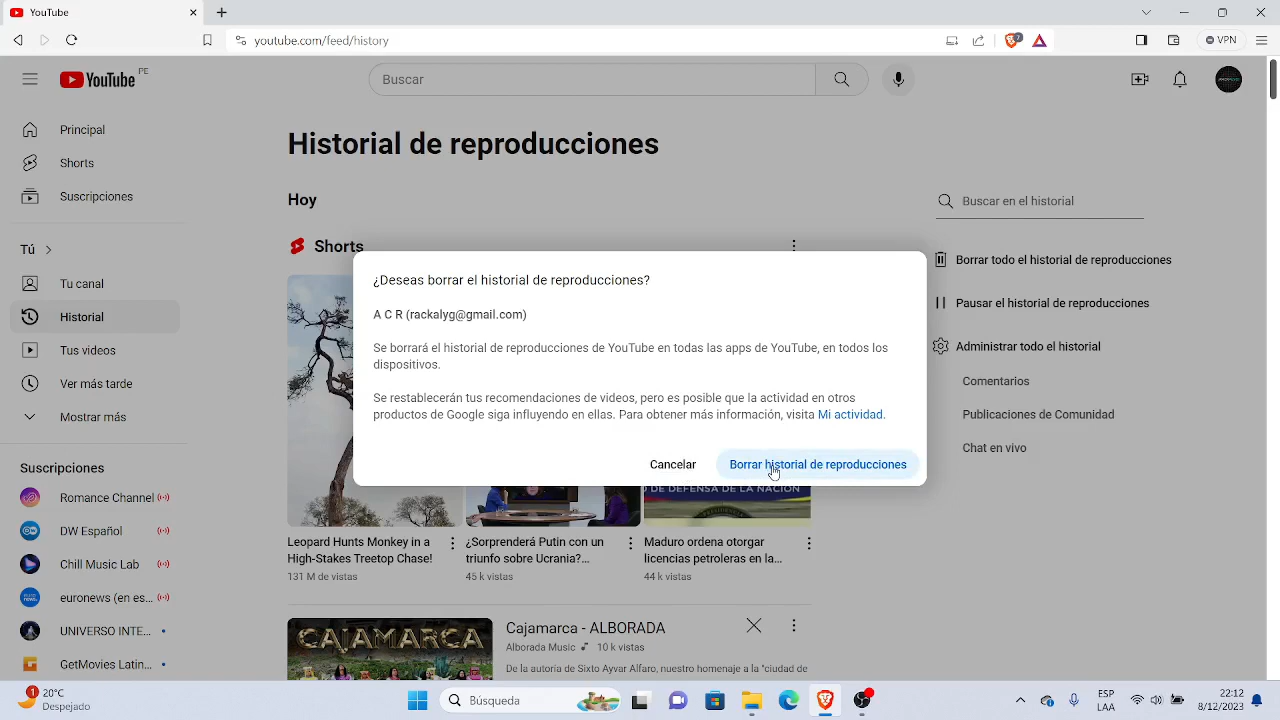 YouTube
youtube.com/feed/history
7
VPN
YouTube PE
Buscar
Principal
Shorts
Suscripciones
Tú
Tu canal
Historial
Tus videos
Ver más tarde
Mostrar más
Suscripciones
Romance Channel
DW Español
Chill Music Lab
euronews (en es...
UNIVERSO INTE...
GetMovies Latin...
Historial de reproducciones
Hoy
Shorts
Buscar en el historial
Borrar todo el historial de reproducciones
Pausar el historial de reproducciones
Administrar todo el historial
Comentarios
Publicaciones de Comunidad
Chat en vivo
¿Deseas borrar el historial de reproducciones?
A C R (rackalyg@gmail.com)
Se borrará el historial de reproducciones de YouTube en todas las apps de YouTube, en todos los
dispositivos.
Se restablecerán tus recomendaciones de videos, pero es posible que la actividad en otros
productos de Google siga influyendo en ellas. Para obtener más información, visita Mi actividad.
Cancelar
Borrar historial de reproducciones
O DE DEFENSA DE LA NACIÓN
Leopard Hunts Monkey in a
High-Stakes Treetop Chase!
131 M de vistas
¿Sorprenderá Putin con un
triunfo sobre Ucrania?...
45 k vistas
Maduro ordena otorgar
licencias petroleras en la...
44 k vistas
CAJAMARCA
Cajamarca - ALBORADA
Alborada Music 10 k vistas
De la autoría de Sixto Ayvar Alfaro, nuestro homenaje a la "ciudad de
1
20°C
Despejado
Búsqueda
ESP
LAA
22:12
8/12/2023